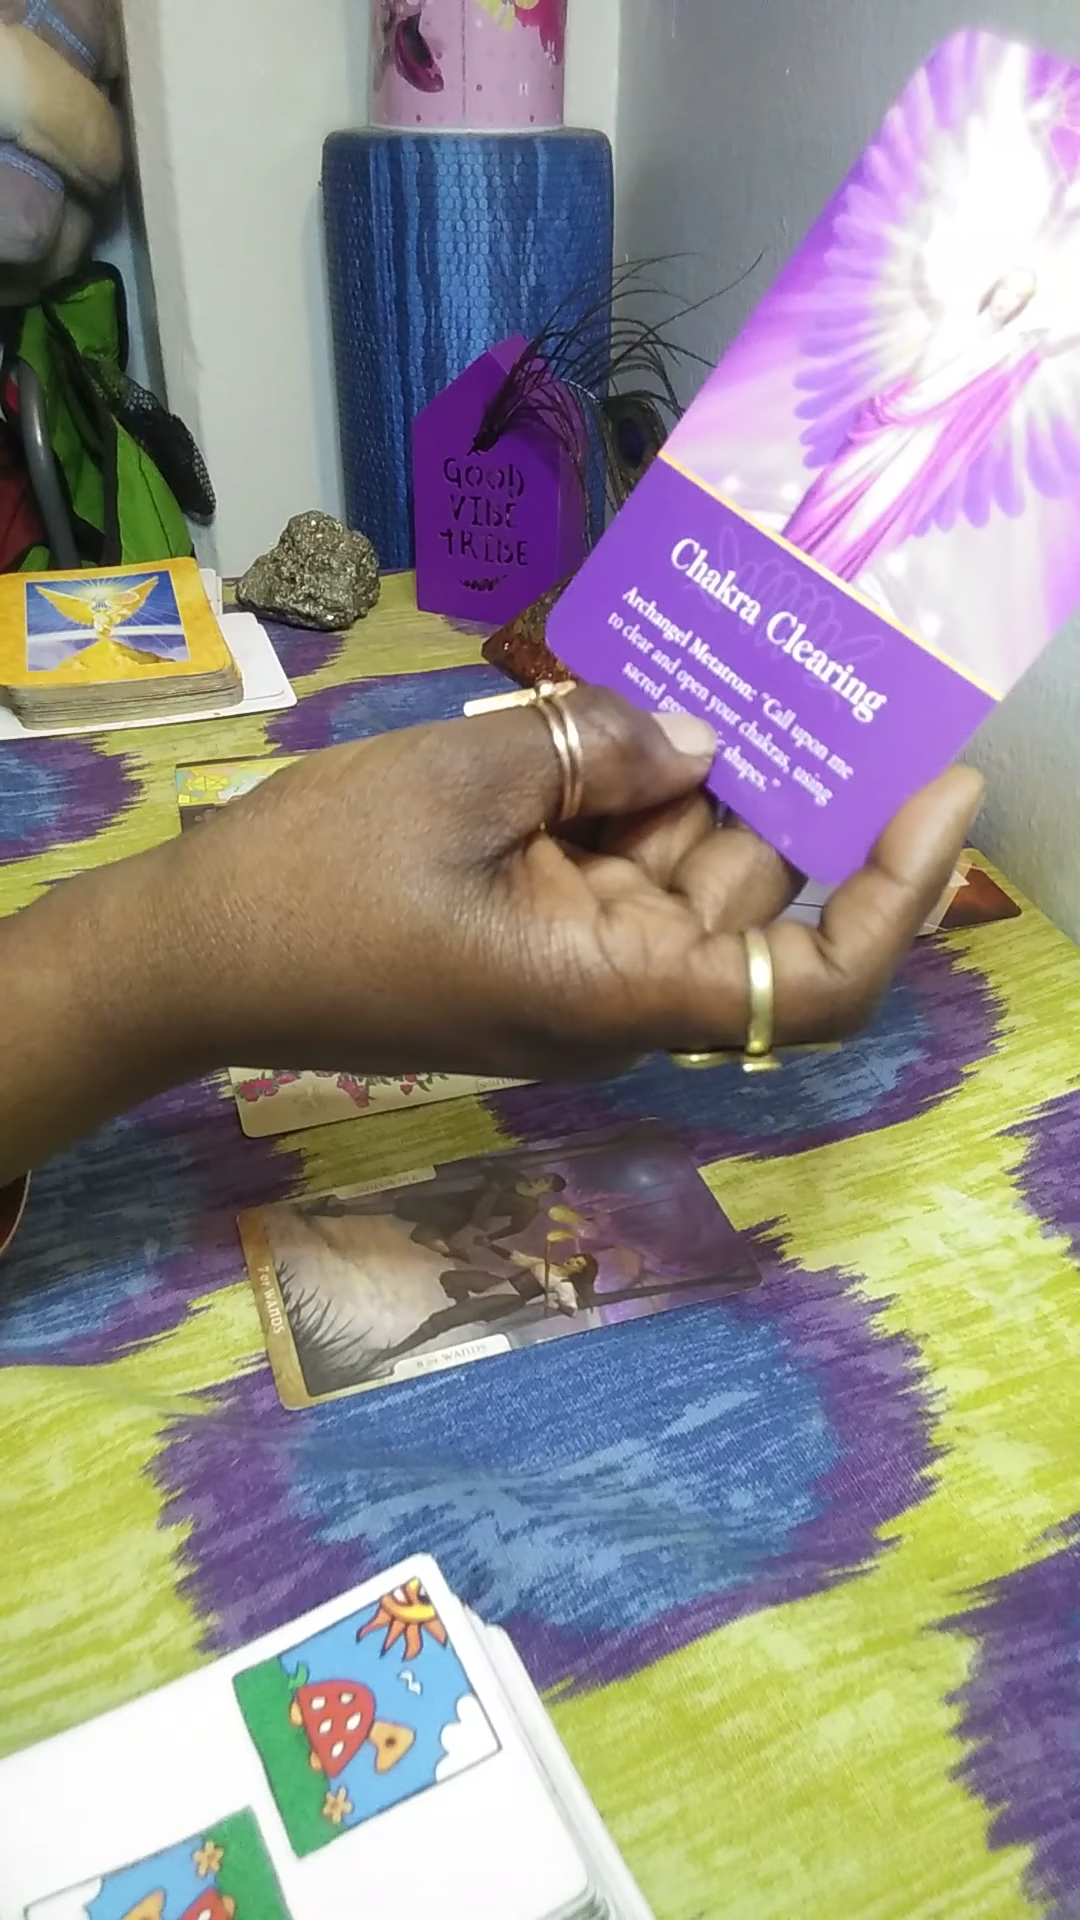 GOOD
VIBE
TRIBE
Chakra Clearing
Archangel Metatron: "Call upon me
to clear and open your chakras, using
sacred shapes."
7 OF WANDS
8 OF WANDS